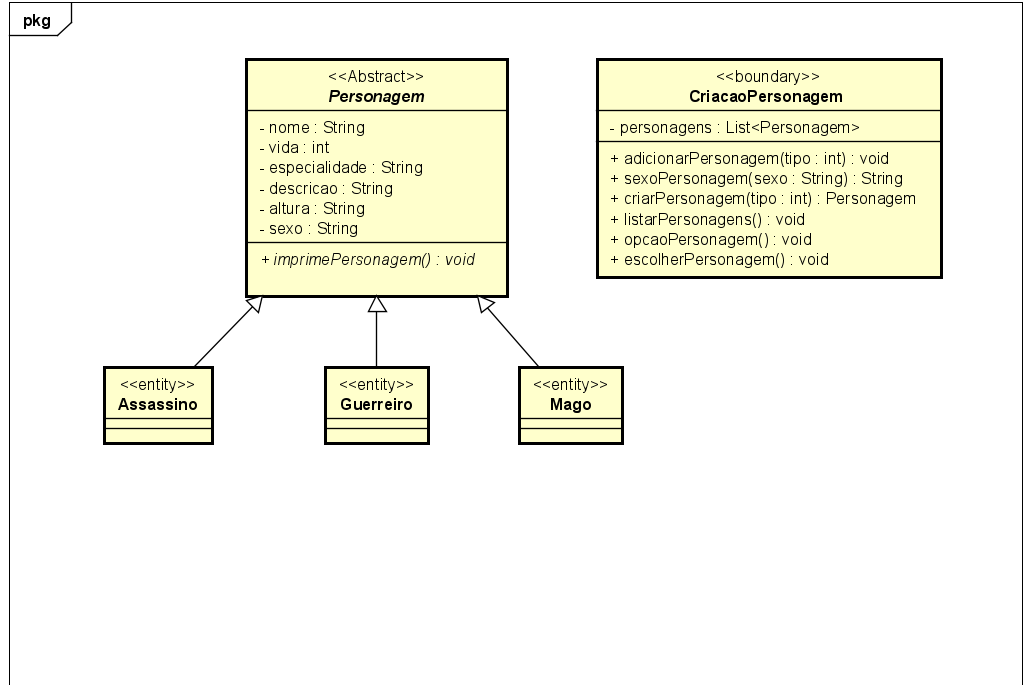 pkg
<<Abstract>>
Personagem
- nome : String
- vida : int
- especialidade : String
- descricao : String
- altura : String
- sexo : String
+ imprimePersonagem() : void
<<boundary>>
CriacaoPersonagem
- personagens : List<Personagem>
+ adicionarPersonagem(tipo : int) : void
+ sexoPersonagem(sexo : String) : String
+ criarPersonagem(tipo : int) : Personagem
+ listarPersonagens() : void
+ opcaoPersonagem() : void
+ escolherPersonagem() : void
<<entity>>
Assassino
<<entity>>
Guerreiro
<<entity>>
Mago